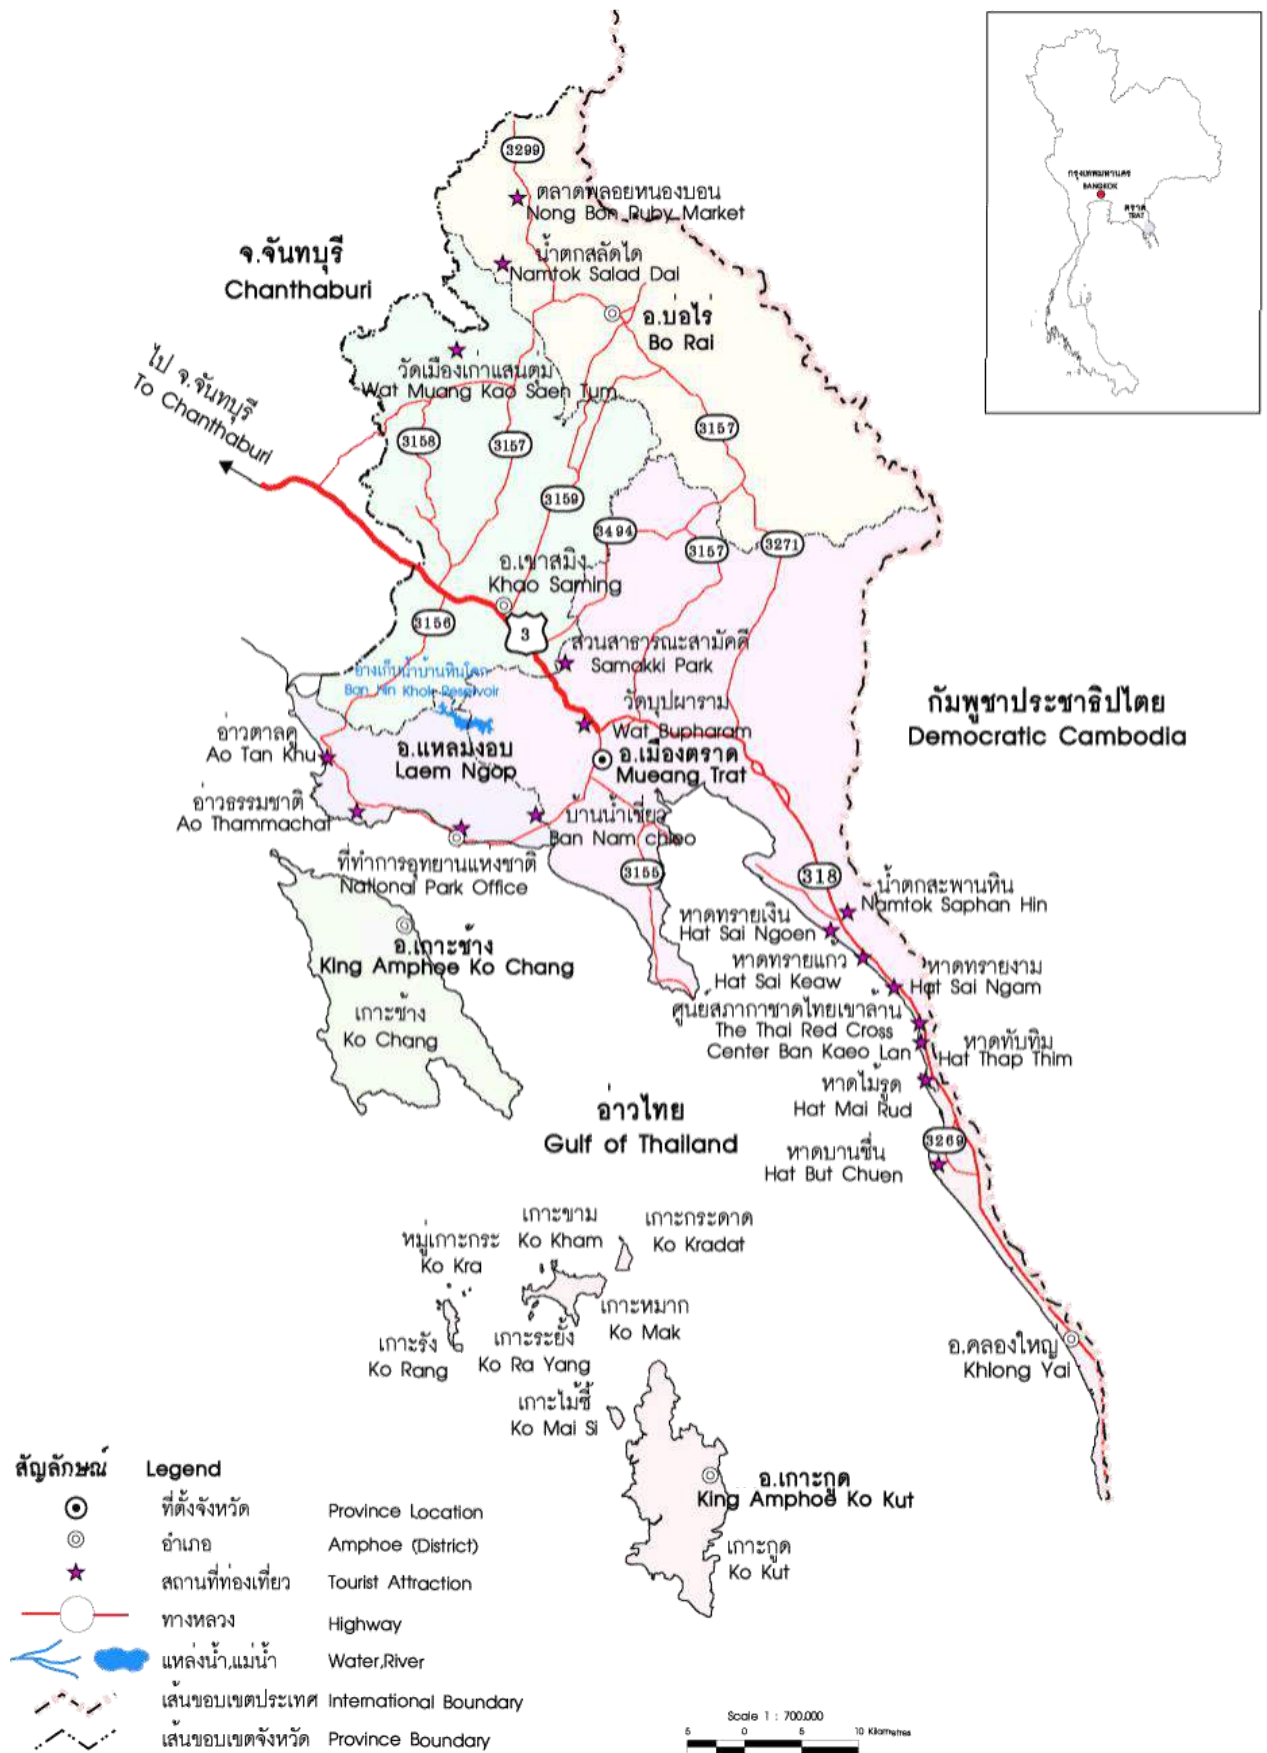 กรุงเทพมหานคร
BANGKOK
ตราด
TRAT
3299
ตลาดพลอยหนองบอน
Nong Bon Ruby Market
น้ำตกสลัดได
Namtok Salad Dai
จ.จันทบุรี
Chanthaburi
อ.บ่อไร่
Bo Rai
ไป จ.จันทบุรี
To Chanthaburi
วัดเมืองเก่าแสนตุ่ม
Wat Muang Kao Saen Tum
3158
3157
3157
3159
3494
3157
3271
อ.เขาสมิง
Khao Saming
3156
3
สวนสาธารณะสามัคคี
Samakki Park
อ่างเก็บน้ำบ้านหินโคก
Ban Hin Khok Reservoir
วัดบุปผาราม
Wat Bupharam
กัมพูชาประชาธิปไตย
Democratic Cambodia
อ่าวตาลคู่
Ao Tan Khu
อ.แหลมงอบ
Laem Ngop
อ.เมืองตราด
Mueang Trat
อ่าวธรรมชาติ
Ao Thammachat
บ้านน้ำเชี่ยว
Ban Nam chieo
ที่ทำการอุทยานแห่งชาติ
National Park Office
3155
318
น้ำตกสะพานหิน
Namtok Saphan Hin
หาดทรายเงิน
Hat Sai Ngoen
อ.เกาะช้าง
King Amphoe Ko Chang
หาดทรายแก้ว
Hat Sai Keaw
หาดทรายงาม
Hat Sai Ngam
เกาะช้าง
Ko Chang
ศูนย์สภากาชาดไทยเขาล้าน
The Thai Red Cross
Center Ban Kaeo Lan
หาดทับทิม
Hat Thap Thim
หาดไม้รูด
Hat Mai Rud
อ่าวไทย
Gulf of Thailand
3269
หาดบานชื่น
Hat But Chuen
หมู่เกาะกระ
Ko Kra
เกาะขาม
Ko Kham
เกาะกระดาด
Ko Kradat
เกาะหมาก
Ko Mak
เกาะรัง
Ko Rang
เกาะระยั้ง
Ko Ra Yang
อ.คลองใหญ่
Khlong Yai
เกาะไม้ซี้
Ko Mai Si
อ.เกาะกูด
King Amphoe Ko Kut
เกาะกูด
Ko Kut
สัญลักษณ์ Legend
ที่ตั้งจังหวัด Province Location
อำเภอ Amphoe (District)
สถานที่ท่องเที่ยว Tourist Attraction
ทางหลวง Highway
แหล่งน้ำ,แม่น้ำ Water,River
เส้นขอบเขตประเทศ International Boundary
เส้นขอบเขตจังหวัด Province Boundary
Scale 1 : 700,000
5 0 5 10 Kilometres